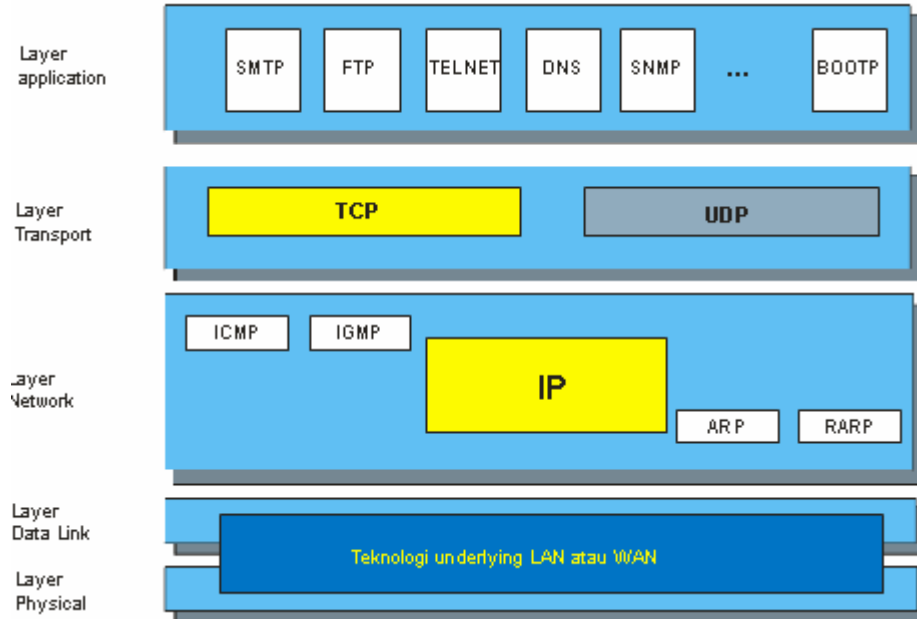 Layer
application
SMTP FTP TELNET DNS SNMP ... BOOTP
Layer
Transport
TCP UDP
ICMP IGMP
Layer
Network
IP
ARP RARP
Layer
Data Link
Teknologi underlying LAN atau WAN
Layer
Physical